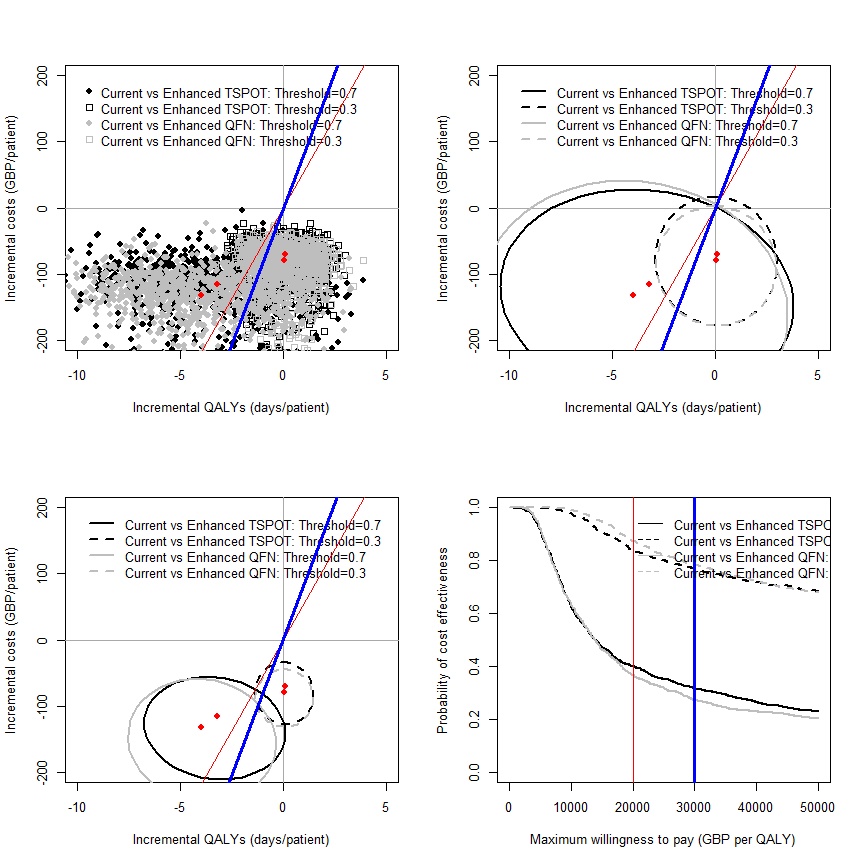 200
100
0
-100
-200
Incremental costs (GBP/patient)
Current vs Enhanced TSPOT: Threshold=0.7
Current vs Enhanced TSPOT: Threshold=0.3
Current vs Enhanced QFN: Threshold=0.7
Current vs Enhanced QFN: Threshold=0.3
-10 -5 0 5
Incremental QALYs (days/patient)
200
100
0
-100
-200
Incremental costs (GBP/patient)
Current vs Enhanced TSPOT: Threshold=0.7
Current vs Enhanced TSPOT: Threshold=0.3
Current vs Enhanced QFN: Threshold=0.7
Current vs Enhanced QFN: Threshold=0.3
-10 -5 0 5
Incremental QALYs (days/patient)
200
100
0
-100
-200
Incremental costs (GBP/patient)
Current vs Enhanced TSPOT: Threshold=0.7
Current vs Enhanced TSPOT: Threshold=0.3
Current vs Enhanced QFN: Threshold=0.7
Current vs Enhanced QFN: Threshold=0.3
-10 -5 0 5
Incremental QALYs (days/patient)
1.0
0.8
0.6
0.4
0.2
0.0
Probability of cost effectiveness
Current vs Enhanced TSPO
Current vs Enhanced TSPO
Current vs Enhanced QFN:
Current vs Enhanced QFN:
0 10000 20000 30000 40000 50000
Maximum willingness to pay (GBP per QALY)